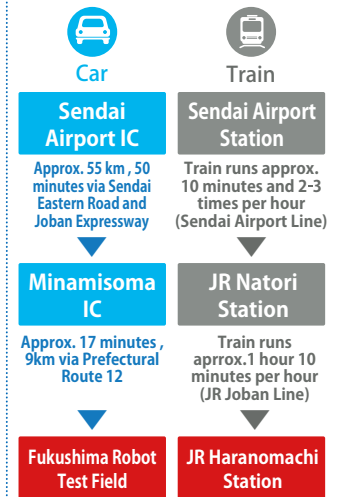 Car
Sendai
Airport IC
Approx. 55 km , 50
minutes via Sendai
Eastern Road and
Joban Expressway
Minamisoma
IC
Approx. 17 minutes ,
9km via Prefectural
Route 12
Fukushima Robot
Test Field
Train
Sendai Airport
Station
Train runs approx.
10 minutes and 2-3
times per hour
(Sendai Airport Line)
JR Natori
Station
Train runs
aprrox.1 hour 10
minutes per hour
(JR Joban Line)
JR Haranomachi
Station